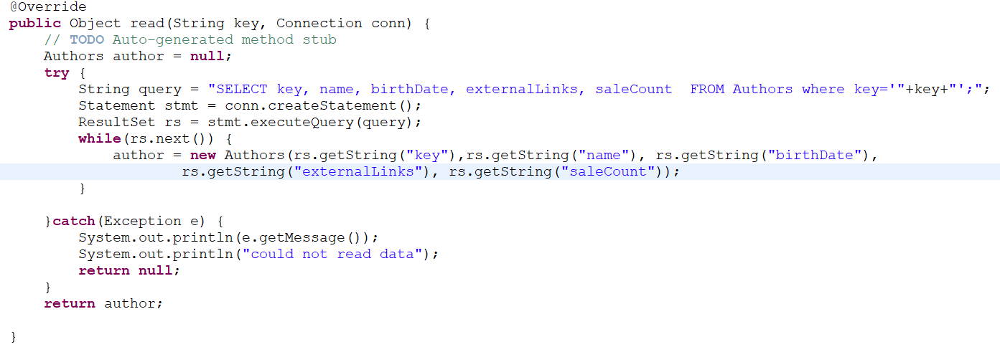 @Override
public Object read(String key, Connection conn) {
    // TODO Auto-generated method stub
    Authors author = null;
    try {
        String query = "SELECT key, name, birthDate, externalLinks, saleCount  FROM Authors where key='"+key+"';";
        Statement stmt = conn.createStatement();
        ResultSet rs = stmt.executeQuery(query);
        while(rs.next()) {
            author = new Authors(rs.getString("key"),rs.getString("name"), rs.getString("birthDate"),
                    rs.getString("externalLinks"), rs.getString("saleCount"));
        }

    }catch(Exception e) {
        System.out.println(e.getMessage());
        System.out.println("could not read data");
        return null;
    }
    return author;

}